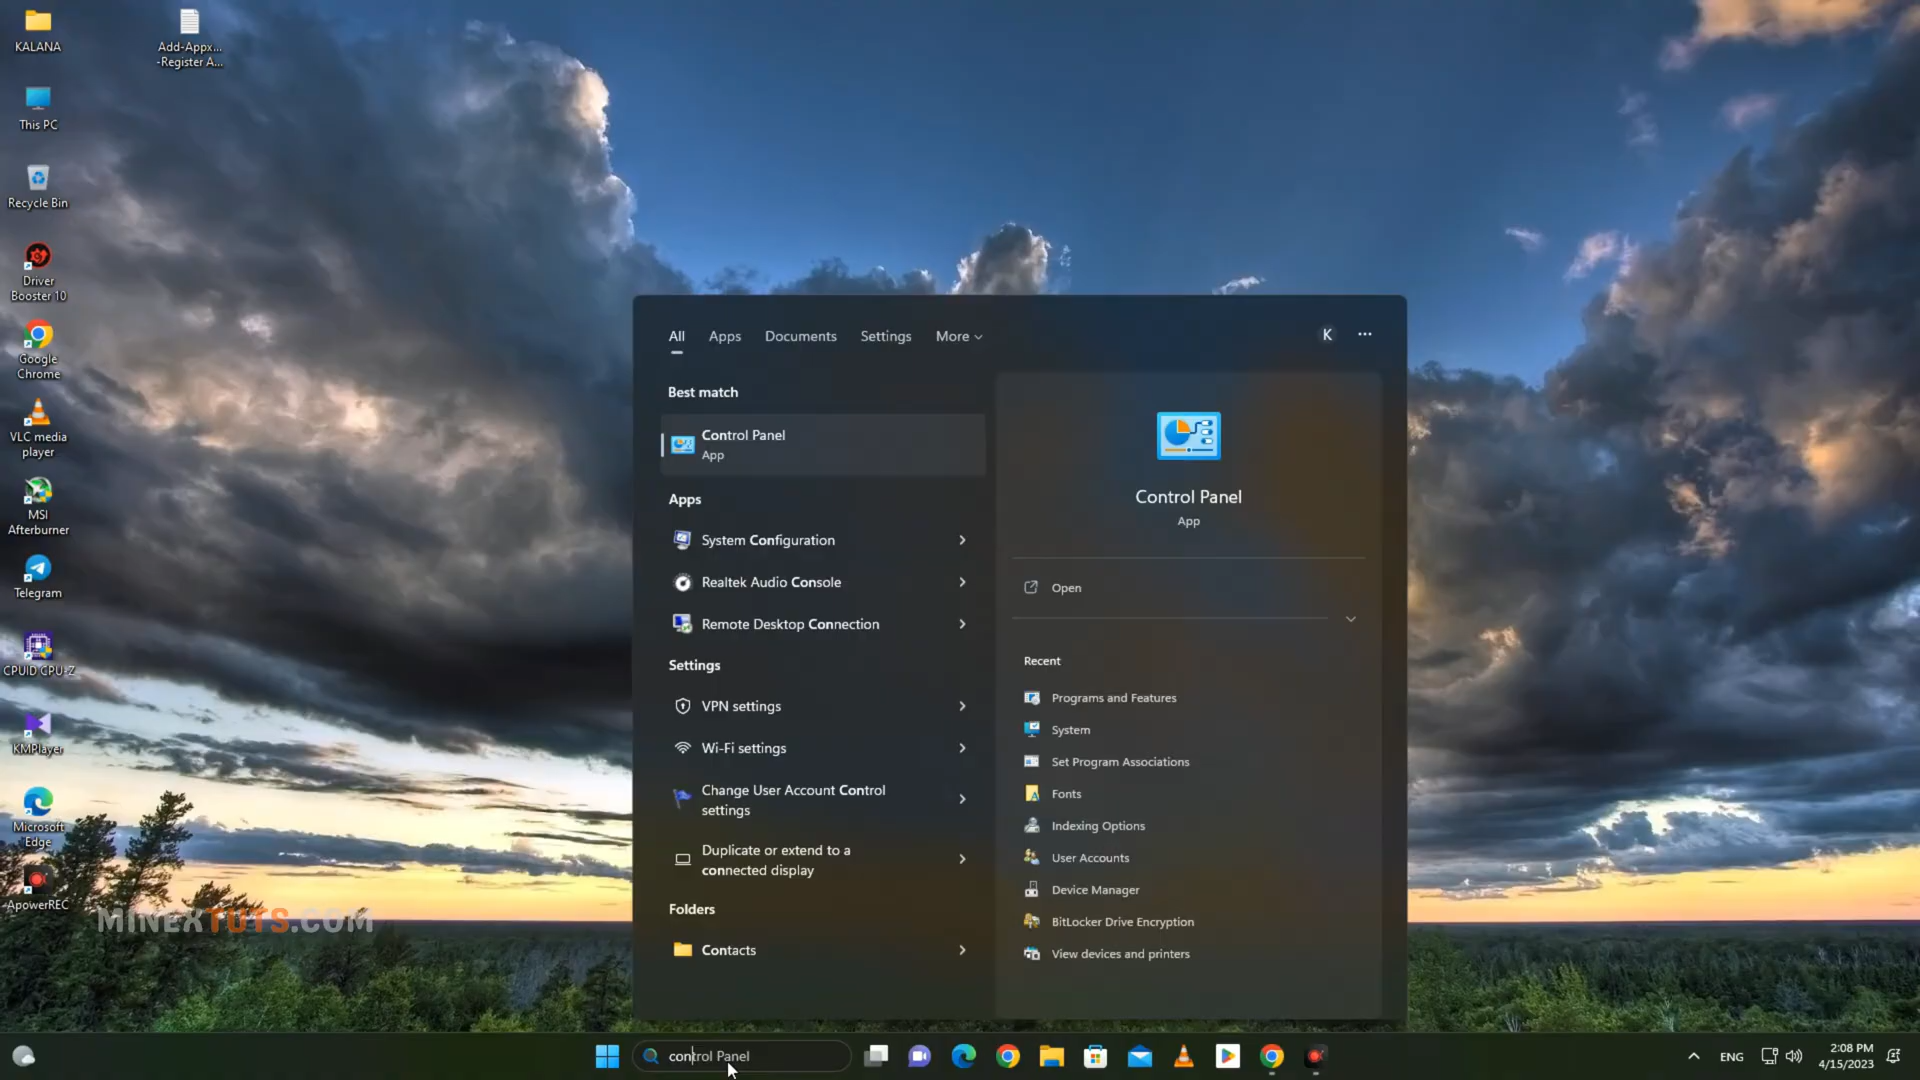 KALANA
Add-Appx...
-Register A...
This PC
Recycle Bin
Driver
Booster 10
Google
Chrome
VLC media
player
MSI
Afterburner
Telegram
CPUID CPU-Z
KMPlayer
Microsoft
Edge
ApowerREC
MINEXTUTS.COM
All Apps Documents Settings More
K
Best match
Control Panel
App
Apps
System Configuration
Realtek Audio Console
Remote Desktop Connection
Settings
VPN settings
Wi-Fi settings
Change User Account Control
settings
Duplicate or extend to a
connected display
Folders
Contacts
Control Panel
App
Open
Recent
Programs and Features
System
Set Program Associations
Fonts
Indexing Options
User Accounts
Device Manager
BitLocker Drive Encryption
View devices and printers
control Panel
ENG
2:08 PM
4/15/2023